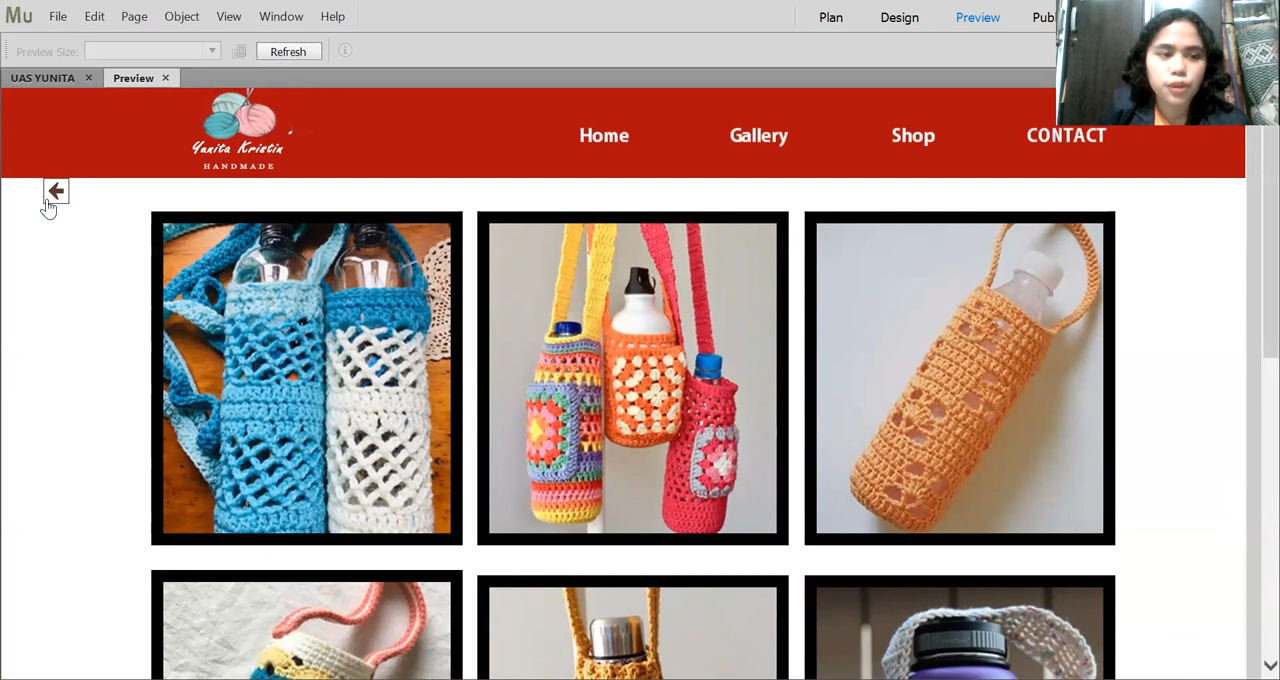 Mu File Edit Page Object View Window Help Plan Design Preview
Preview Size: Refresh
UAS YUNITA × Preview ×
Yunita Kristin
HANDMADE
Home Gallery Shop CONTACT